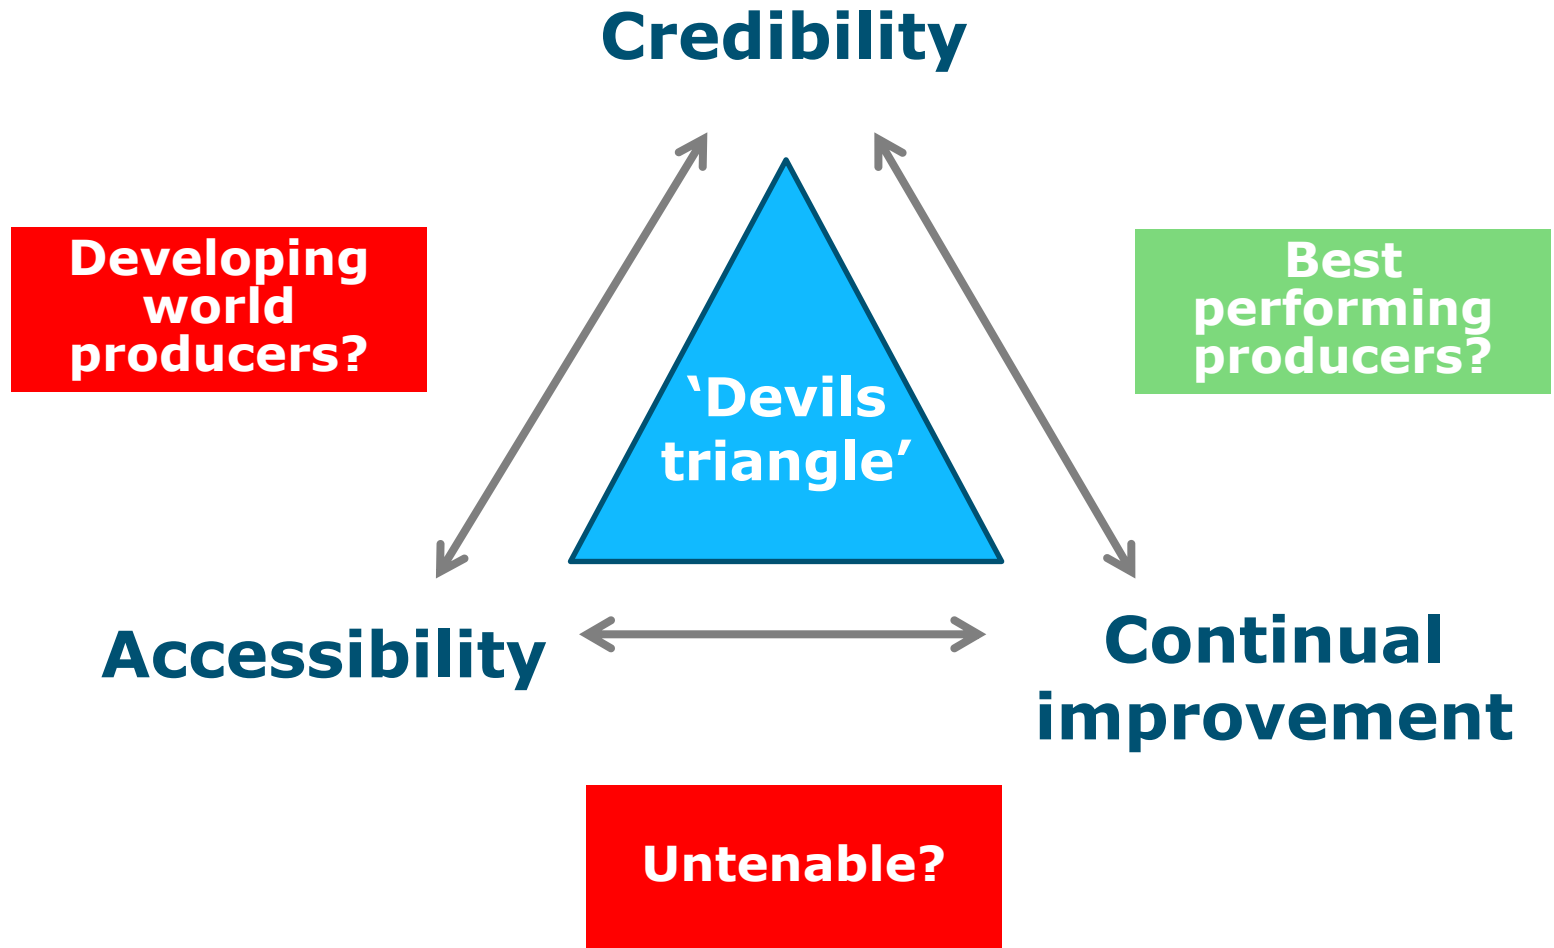 Credibility
Developing
world
producers?
Best
performing
producers?
‘Devils
triangle’
Accessibility
Continual
improvement
Untenable?